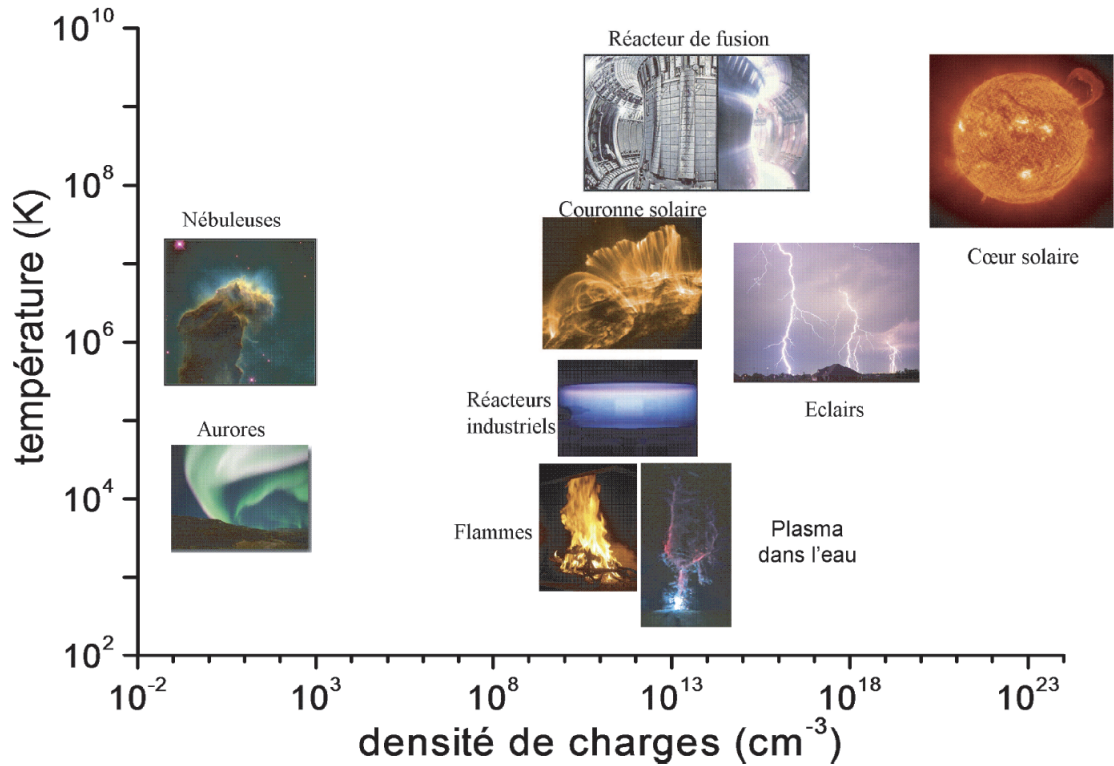 10^10
10^8
10^6
10^4
10^2
température (K)
Réacteur de fusion
Nébuleuses
Couronne solaire
Cœur solaire
Réacteurs
industriels
Eclairs
Aurores
Flammes
Plasma
dans l'eau
10^-2
10^3
10^8
10^13
10^18
10^23
densité de charges (cm^-3)